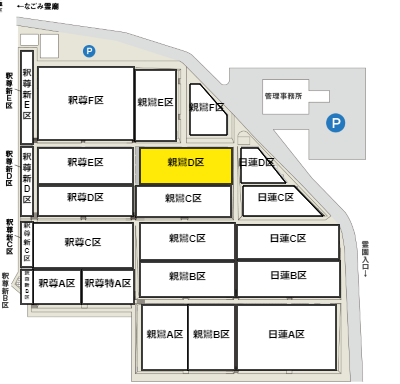 ←なごみ霊廟
P
釈尊新E区
釈尊新E区
釈尊F区
親鸞E区
親鸞F区
管理事務所
P
釈尊新D区
釈尊新D区
釈尊E区
親鸞D区
日蓮D区
釈尊D区
親鸞C区
日蓮C区
釈尊新C区
釈尊新C区
釈尊C区
親鸞C区
日蓮C区
霊園入口→
釈尊新B区
釈尊A区
釈尊特A区
親鸞B区
日蓮B区
親鸞A区
親鸞B区
日蓮A区